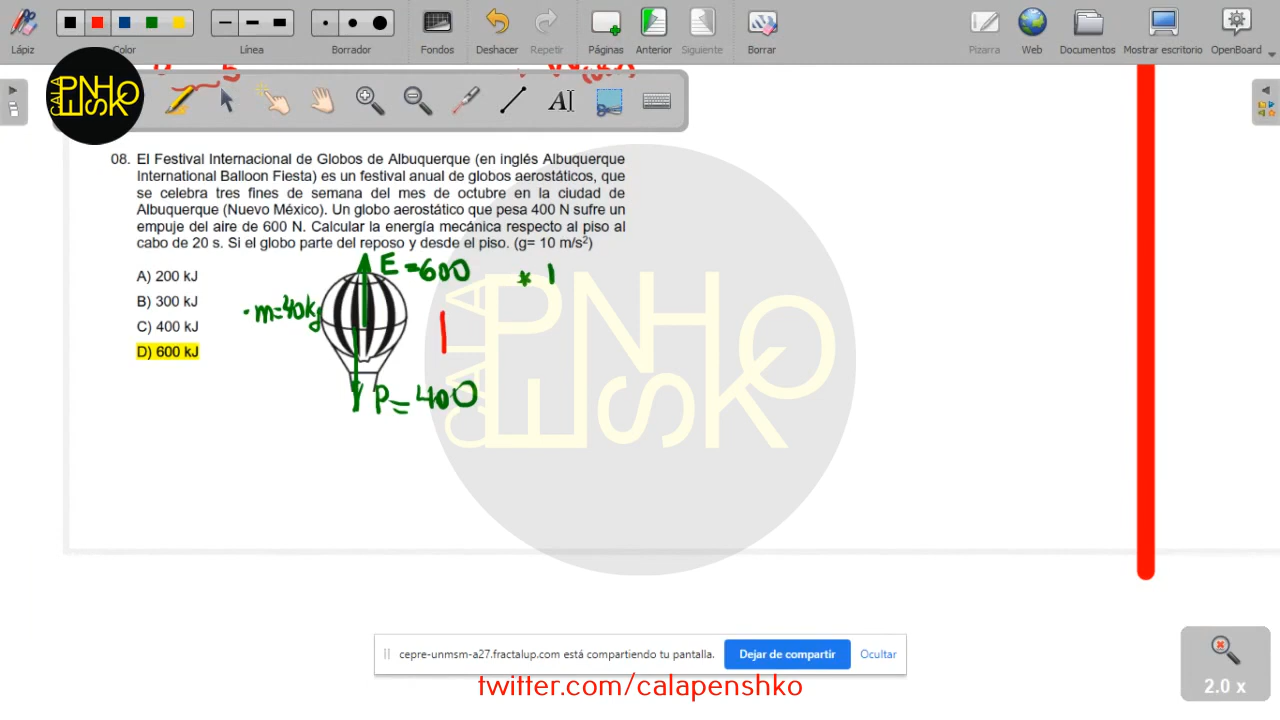 Lápiz
Color
Línea
Borrador
Fondos
Deshacer
Repetir
Páginas
Anterior
Siguiente
Borrar
Pizarra
Web
Documentos
Mostrar escritorio
OpenBoard
CALA
PNHO
ESK
08. El Festival Internacional de Globos de Albuquerque (en inglés Albuquerque
International Balloon Fiesta) es un festival anual de globos aerostáticos, que
se celebra tres fines de semana del mes de octubre en la ciudad de
Albuquerque (Nuevo México). Un globo aerostático que pesa 400 N sufre un
empuje del aire de 600 N. Calcular la energía mecánica respecto al piso al
cabo de 20 s. Si el globo parte del reposo y desde el piso. (g= 10 m/s²)
A) 200 kJ
B) 300 kJ
C) 400 kJ
D) 600 kJ
E=600
* 1
• m=40kg
P=400
CALA
PNHO
ESK
cepre-unmsm-a27.fractalup.com está compartiendo tu pantalla.
Dejar de compartir
Ocultar
twitter.com/calapenshko
2.0 x